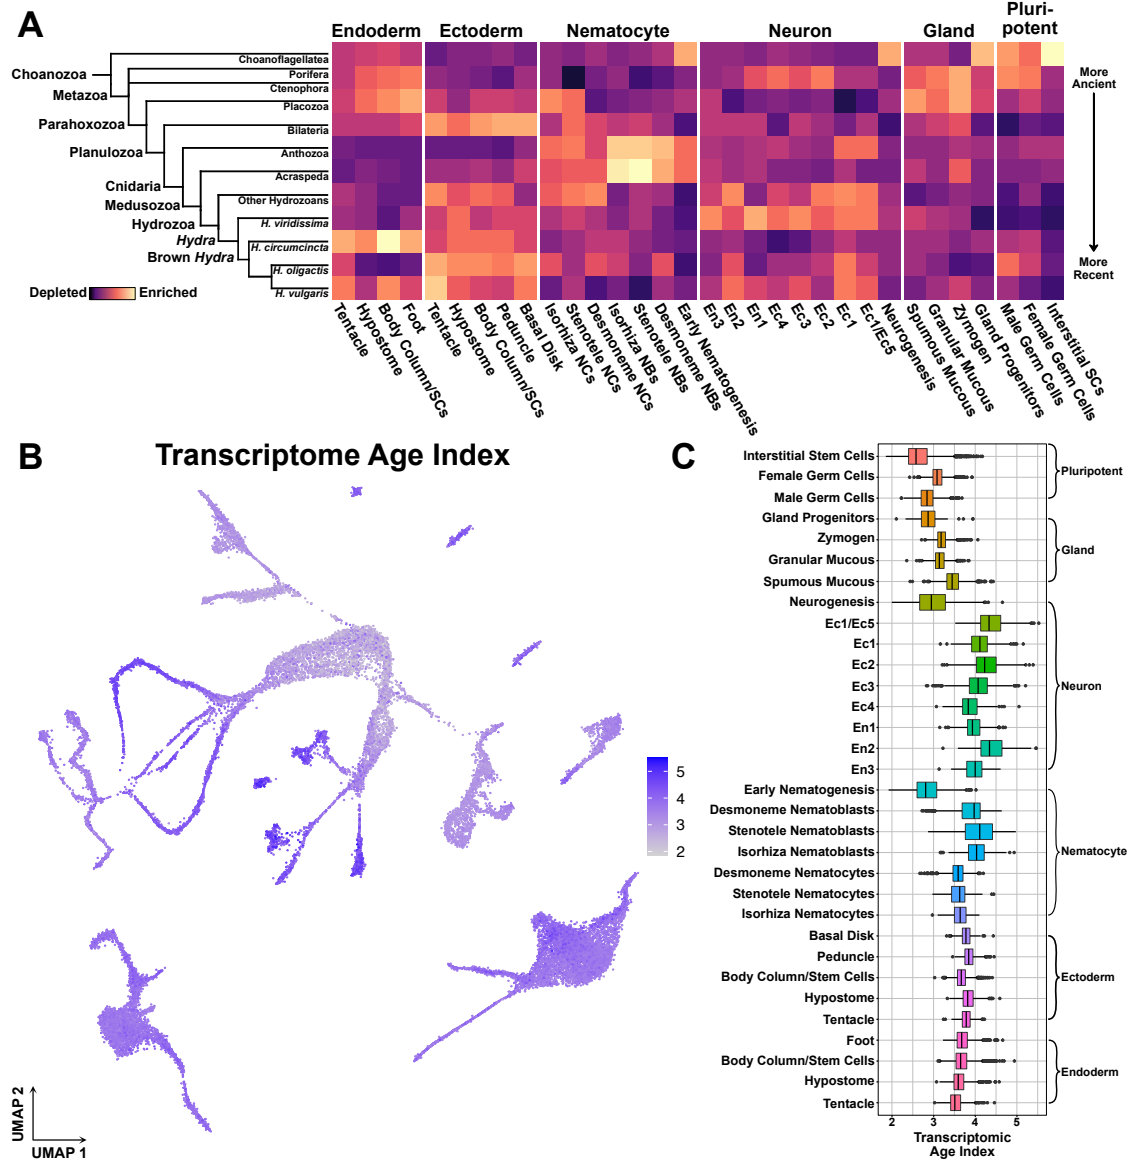 A
Endoderm
Ectoderm
Nematocyte
Neuron
Gland
Pluri-
potent
Choanozoa
Metazoa
Parahoxozoa
Planulozoa
Cnidaria
Medusozoa
Hydrozoa
Hydra
Brown Hydra
Choanoflagellatea
Porifera
Ctenophora
Placozoa
Bilateria
Anthozoa
Acraspeda
Other Hydrozoans
H. viridissima
H. circumcincta
H. oligactis
H. vulgaris
More
Ancient
More
Recent
Depleted
Enriched
Tentacle
Hypostome
Body Column/SCs
Foot
Tentacle
Hypostome
Body Column/SCs
Peduncle
Basal Disk
Isorhiza NCs
Stenotele NCs
Desmoneme NCs
Isorhiza NBs
Stenotele NBs
Desmoneme NBs
Early Nematogenesis
En3
En2
En1
Ec4
Ec3
Ec2
Ec1
Ec1/Ec5
Neurogenesis
Spumous Mucous
Granular Mucous
Zymogen
Gland Progenitors
Male Germ Cells
Female Germ Cells
Interstitial SCs
B
Transcriptome Age Index
5
4
3
2
UMAP 2
UMAP 1
C
Interstitial Stem Cells
Female Germ Cells
Male Germ Cells
Gland Progenitors
Zymogen
Granular Mucous
Spumous Mucous
Neurogenesis
Ec1/Ec5
Ec1
Ec2
Ec3
Ec4
En1
En2
En3
Early Nematogenesis
Desmoneme Nematoblasts
Stenotele Nematoblasts
Isorhiza Nematoblasts
Desmoneme Nematocytes
Stenotele Nematocytes
Isorhiza Nematocytes
Basal Disk
Peduncle
Body Column/Stem Cells
Hypostome
Tentacle
Foot
Body Column/Stem Cells
Hypostome
Tentacle
Pluripotent
Gland
Neuron
Nematocyte
Ectoderm
Endoderm
2 3 4 5
Transcriptomic
Age Index